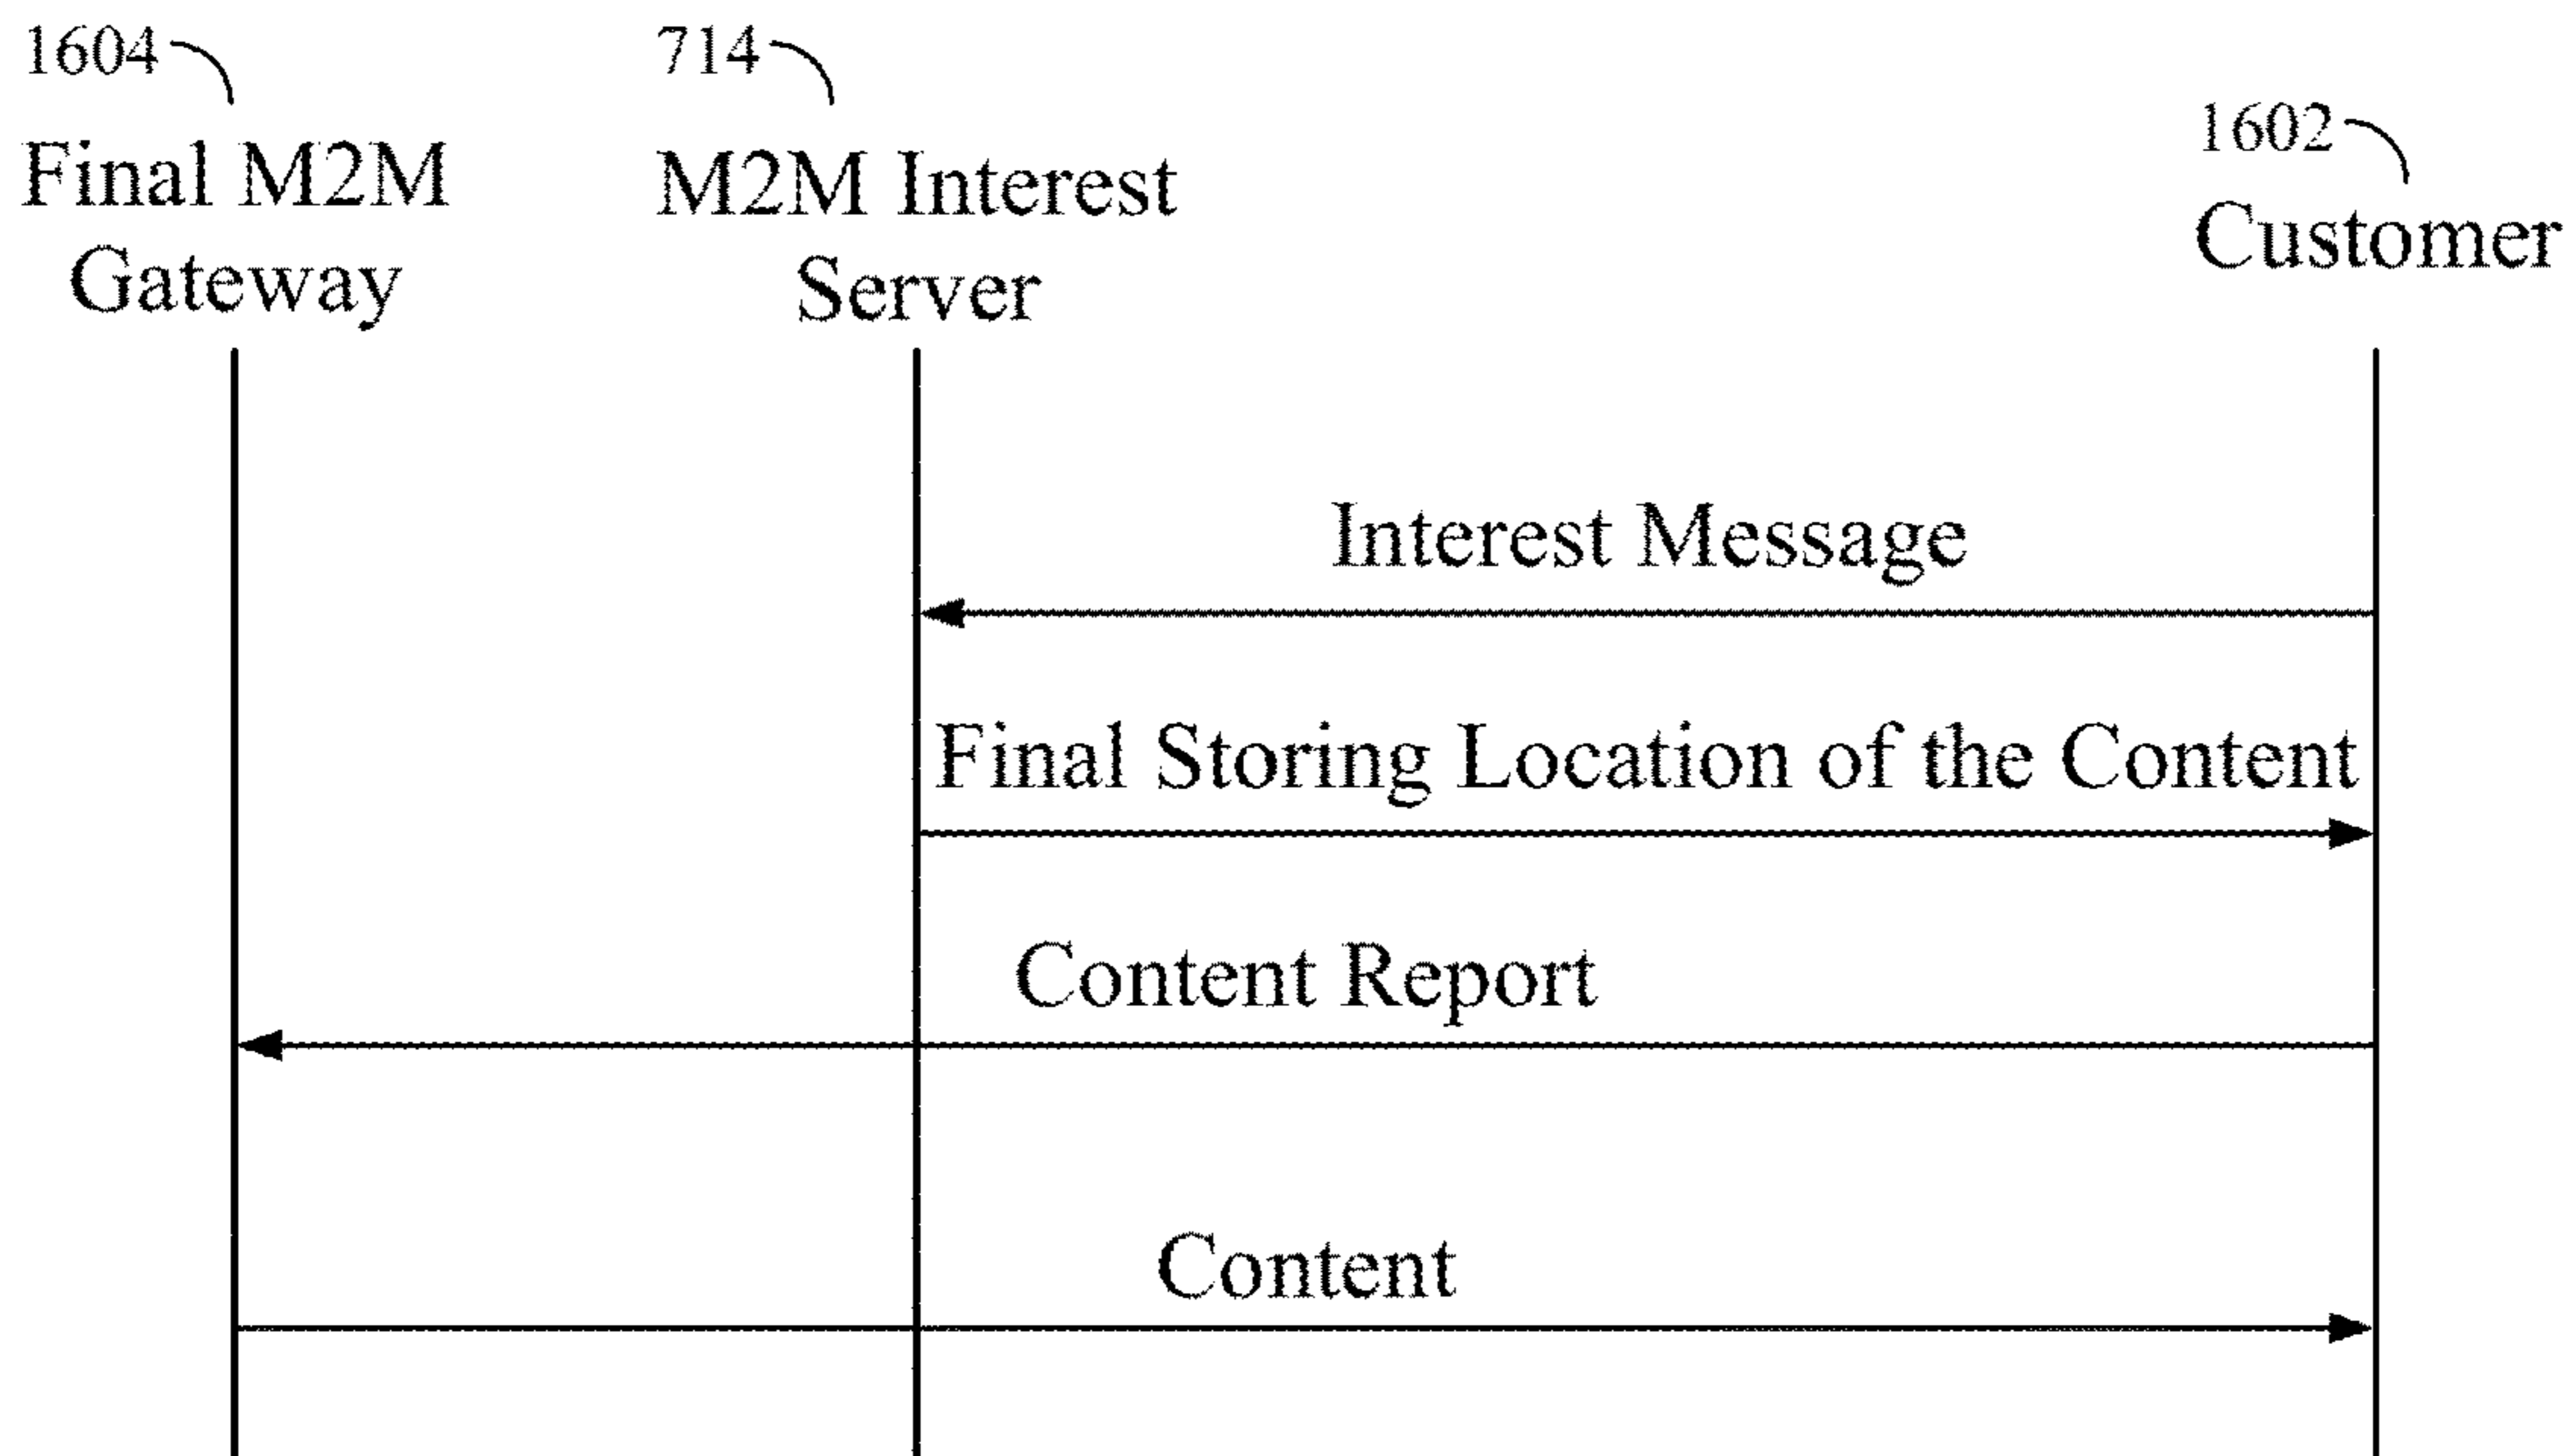 1604
Final M2M
Gateway
714
M2M Interest
Server
1602
Customer
Interest Message
Final Storing Location of the Content
Content Report
Content